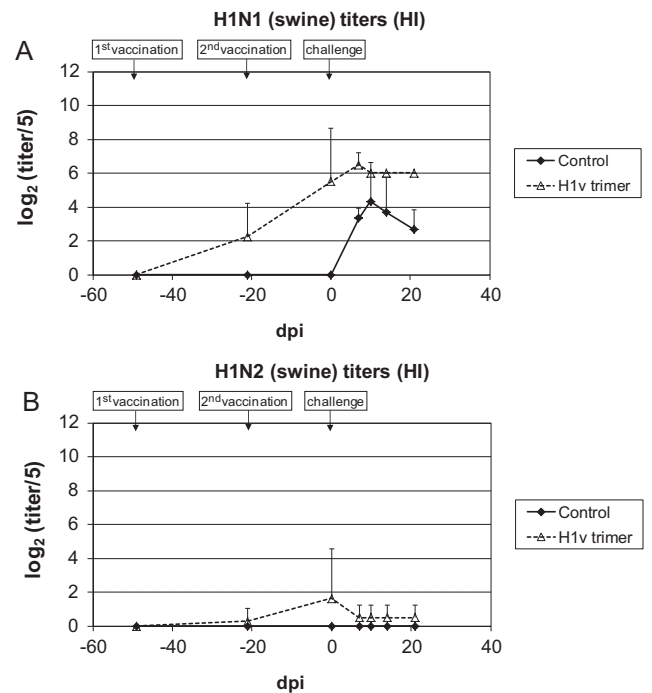 H1N1 (swine) titers (HI)
A
1st vaccination 2nd vaccination challenge
12
10
8
6
4
2
0
log2 (titer/5)
-60 -40 -20 0 20 40
dpi
Control
H1v trimer
H1N2 (swine) titers (HI)
B
1st vaccination 2nd vaccination challenge
12
10
8
6
4
2
0
log2 (titer/5)
-60 -40 -20 0 20 40
dpi
Control
H1v trimer